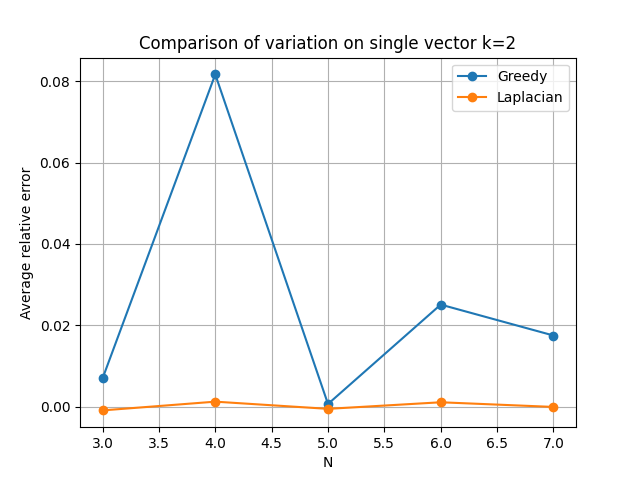 Comparison of variation on single vector k=2
Greedy
Laplacian
Average relative error
0.08
0.06
0.04
0.02
0.00
3.0 3.5 4.0 4.5 5.0 5.5 6.0 6.5 7.0
N